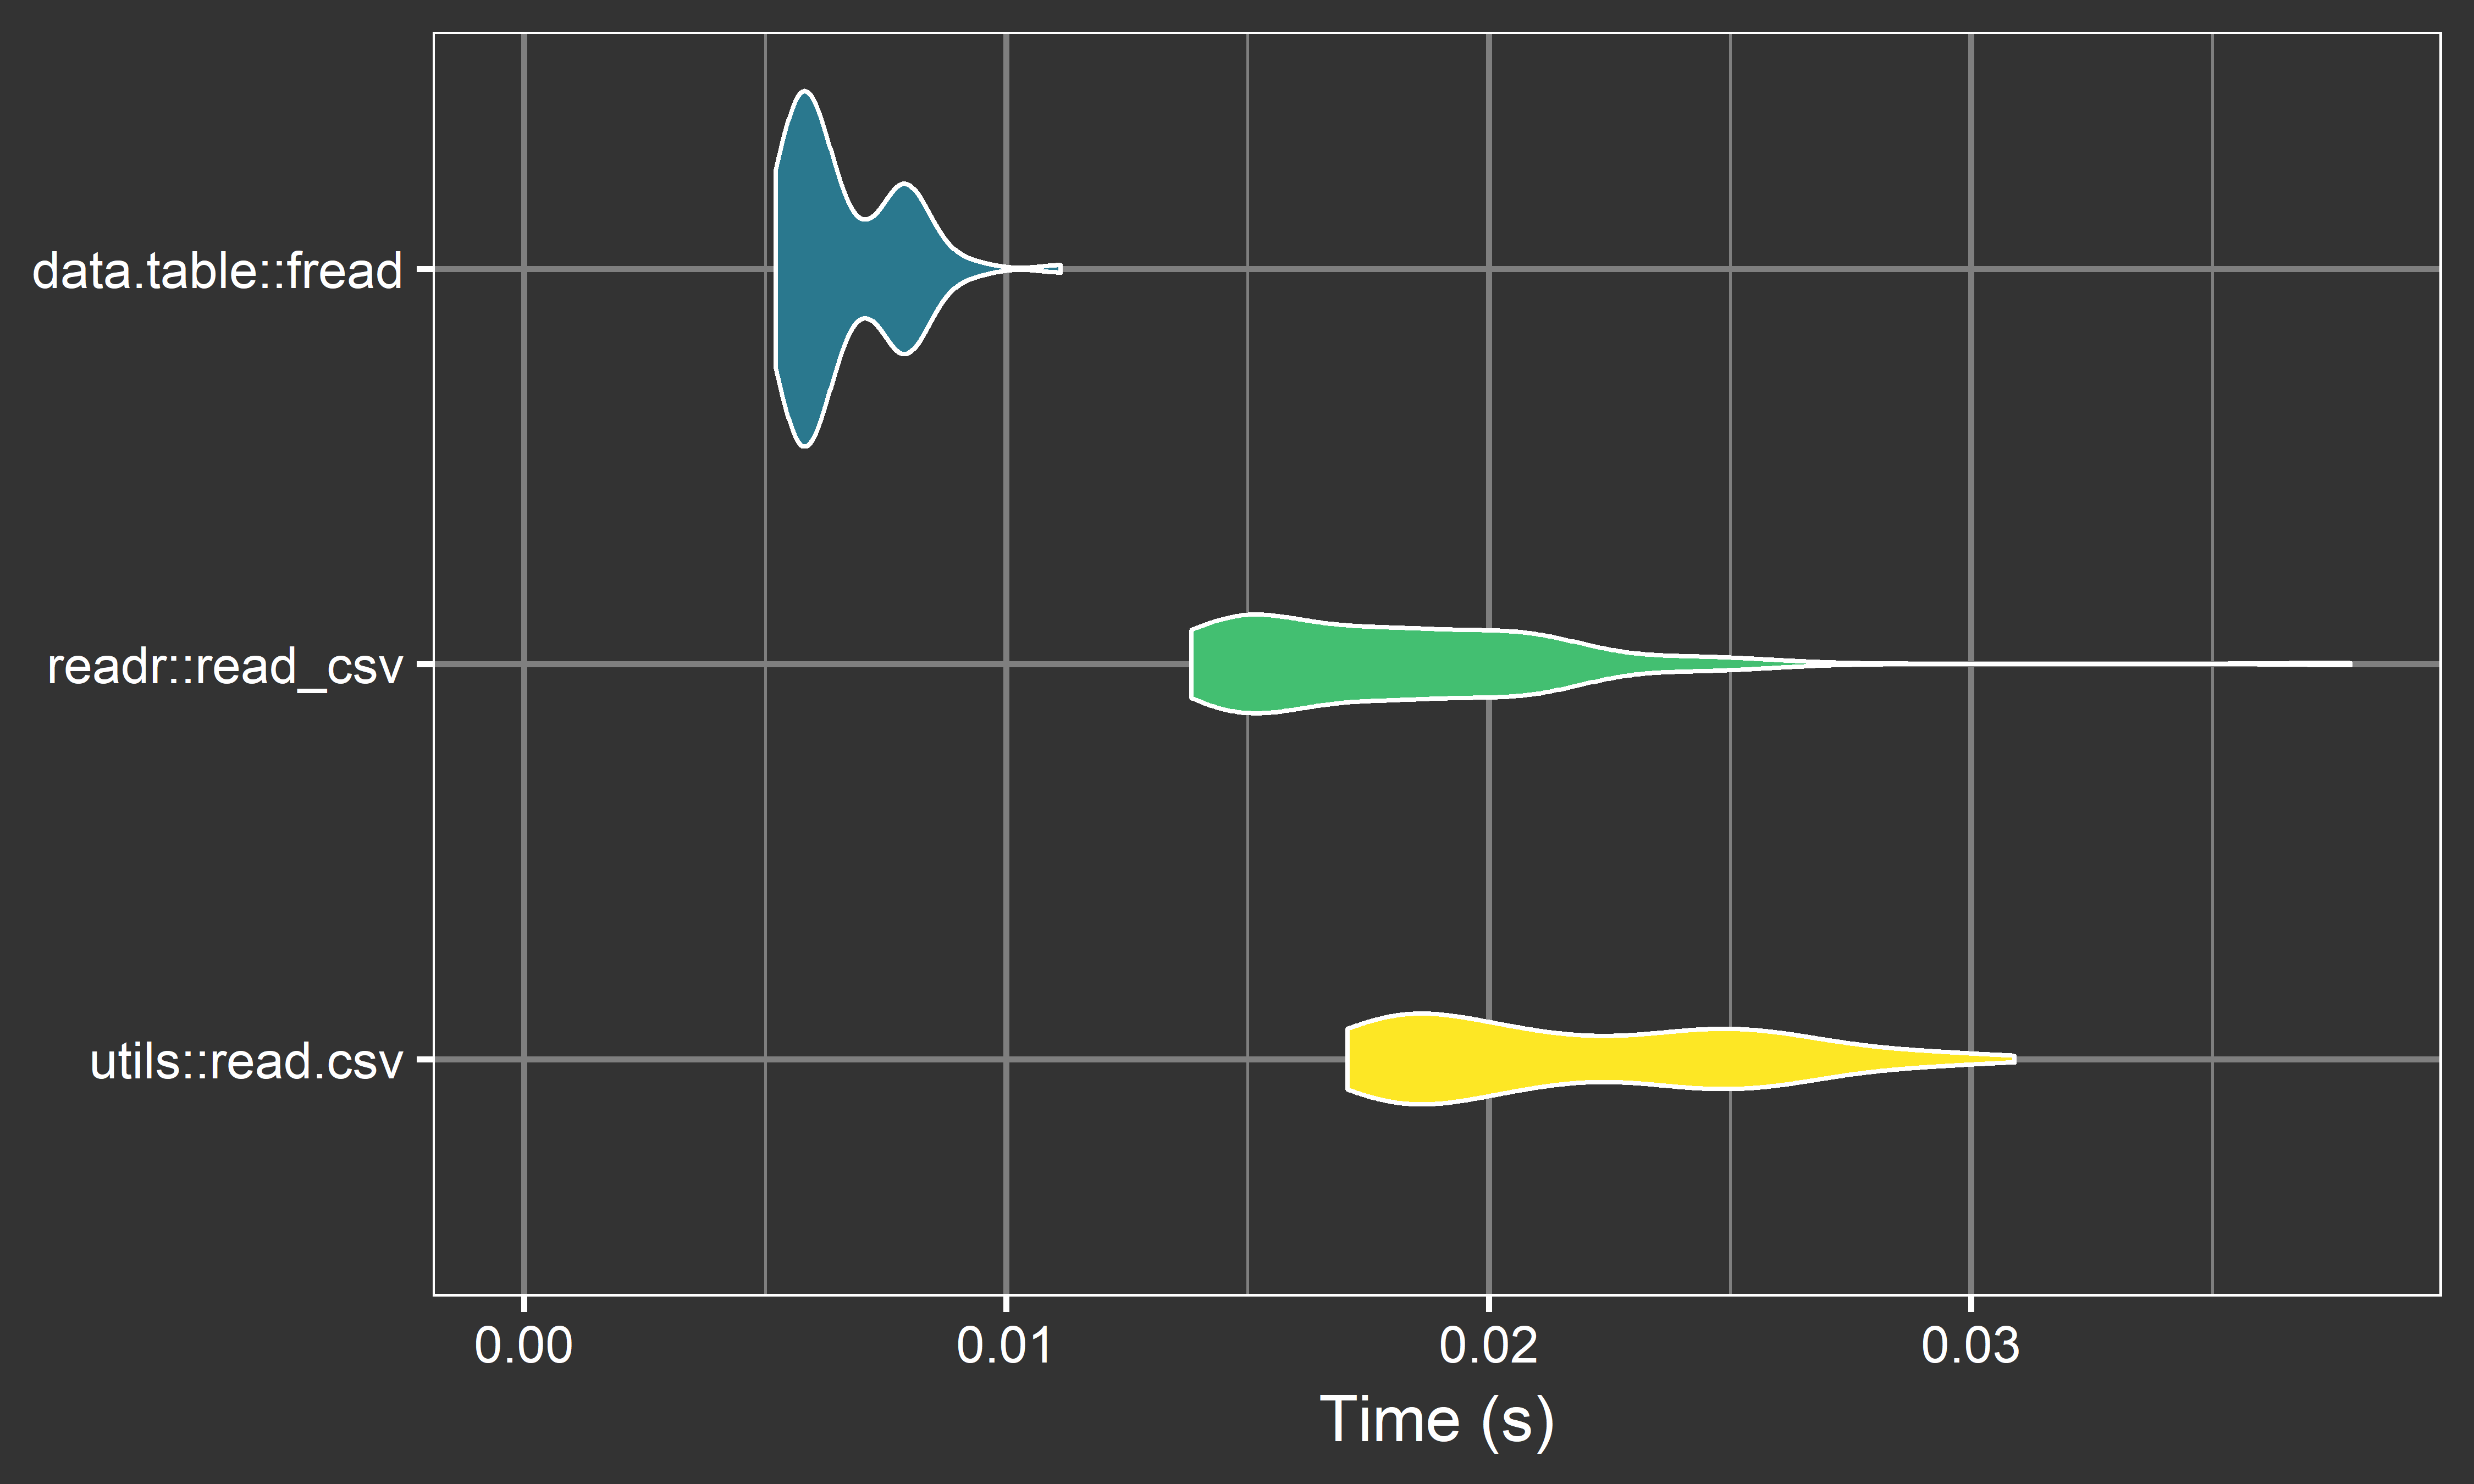 data.table::fread
readr::read_csv
utils::read.csv
0.00 0.01 0.02 0.03
Time (s)